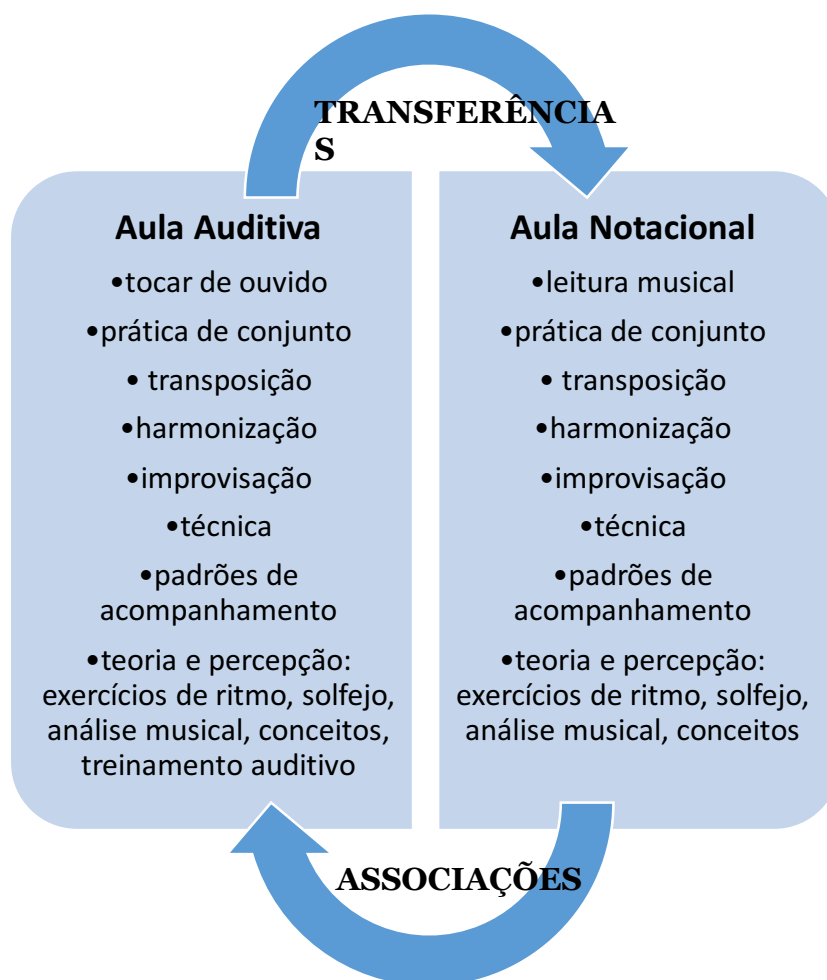 TRANSFERÊNCIA
S
Aula Auditiva
•tocar de ouvido
•prática de conjunto
• transposição
•harmonização
•improvisação
•técnica
•padrões de
acompanhamento
•teoria e percepção:
exercícios de ritmo, solfejo,
análise musical, conceitos,
treinamento auditivo
Aula Notacional
•leitura musical
•prática de conjunto
• transposição
•harmonização
•improvisação
•técnica
•padrões de
acompanhamento
•teoria e percepção:
exercícios de ritmo, solfejo,
análise musical, conceitos
ASSOCIAÇÕES